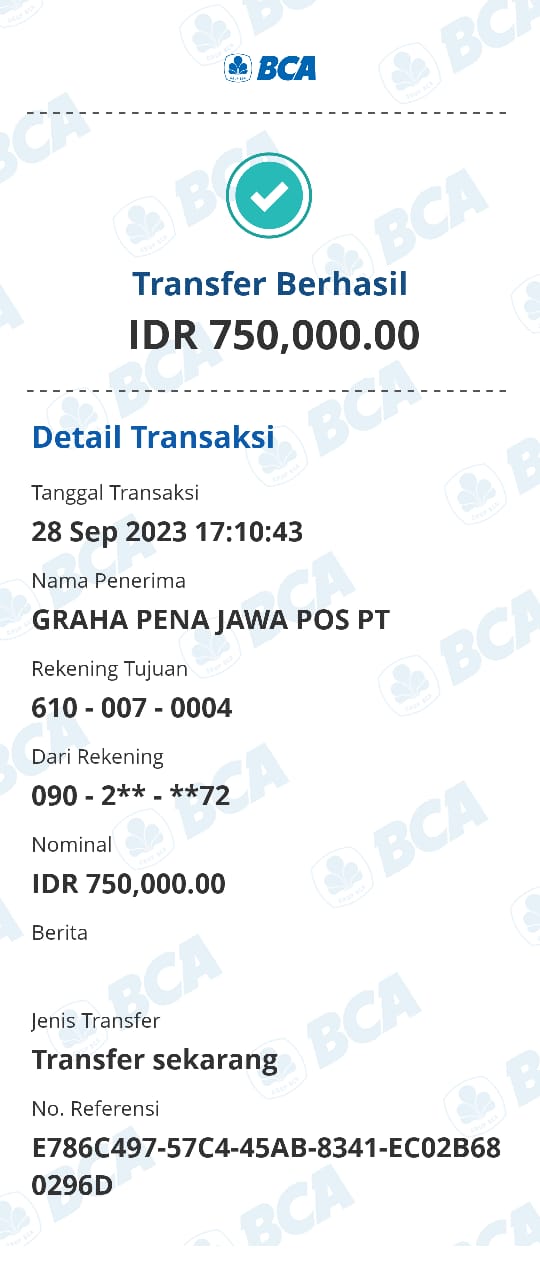 BCA
Transfer Berhasil
IDR 750,000.00
Detail Transaksi
Tanggal Transaksi
28 Sep 2023 17:10:43
Nama Penerima
GRAHA PENA JAWA POS PT
Rekening Tujuan
610 - 007 - 0004
Dari Rekening
090 - 2** - **72
Nominal
IDR 750,000.00
Berita
Jenis Transfer
Transfer sekarang
No. Referensi
E786C497-57C4-45AB-8341-EC02B68
0296D